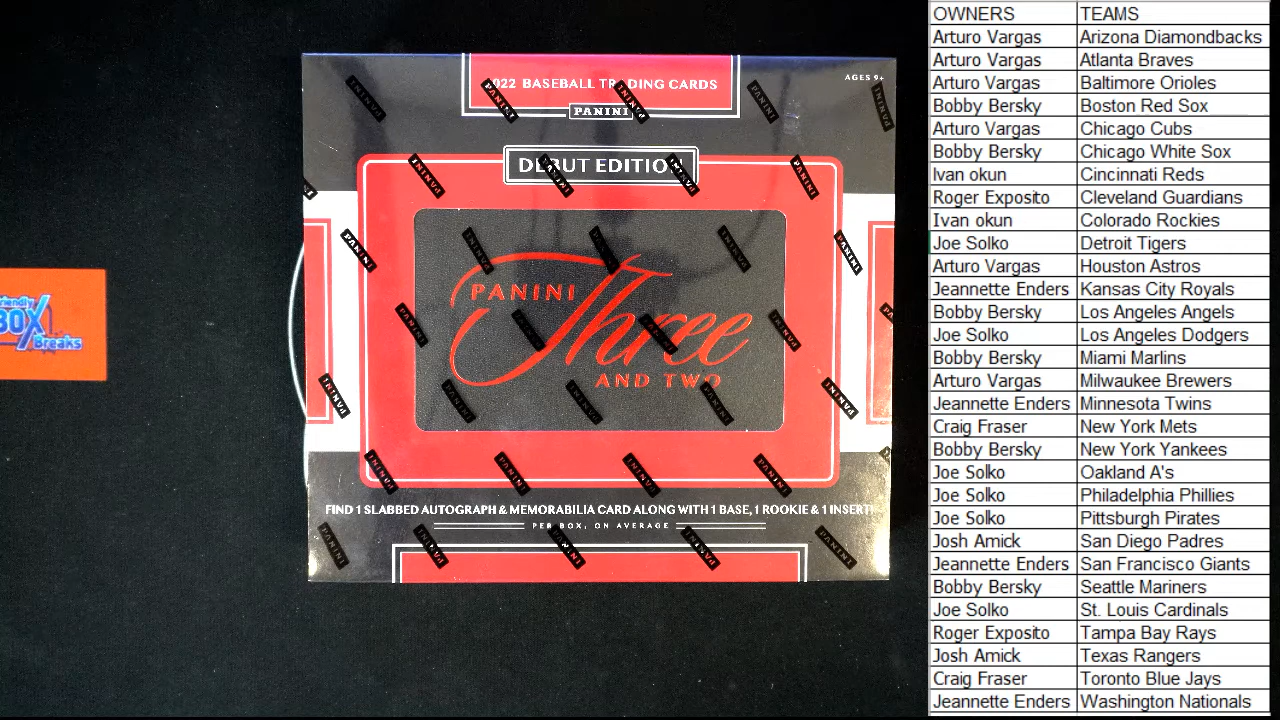 riendly
BOX
Breaks
022 BASEBALL TRADING CARDS
PANINI
AGES 9+
DEBUT EDITION
PANINI
Three
AND TWO
FIND 1 SLABBED AUTOGRAPH & MEMORABILIA CARD ALONG WITH 1 BASE, 1 ROOKIE & 1 INSERT
PER BOX, ON AVERAGE
OWNERS TEAMS
Arturo Vargas Arizona Diamondbacks
Arturo Vargas Atlanta Braves
Arturo Vargas Baltimore Orioles
Bobby Bersky Boston Red Sox
Arturo Vargas Chicago Cubs
Bobby Bersky Chicago White Sox
Ivan okun Cincinnati Reds
Roger Exposito Cleveland Guardians
Ivan okun Colorado Rockies
Joe Solko Detroit Tigers
Arturo Vargas Houston Astros
Jeannette Enders Kansas City Royals
Bobby Bersky Los Angeles Angels
Joe Solko Los Angeles Dodgers
Bobby Bersky Miami Marlins
Arturo Vargas Milwaukee Brewers
Jeannette Enders Minnesota Twins
Craig Fraser New York Mets
Bobby Bersky New York Yankees
Joe Solko Oakland A's
Joe Solko Philadelphia Phillies
Joe Solko Pittsburgh Pirates
Josh Amick San Diego Padres
Jeannette Enders San Francisco Giants
Bobby Bersky Seattle Mariners
Joe Solko St. Louis Cardinals
Roger Exposito Tampa Bay Rays
Josh Amick Texas Rangers
Craig Fraser Toronto Blue Jays
Jeannette Enders Washington Nationals